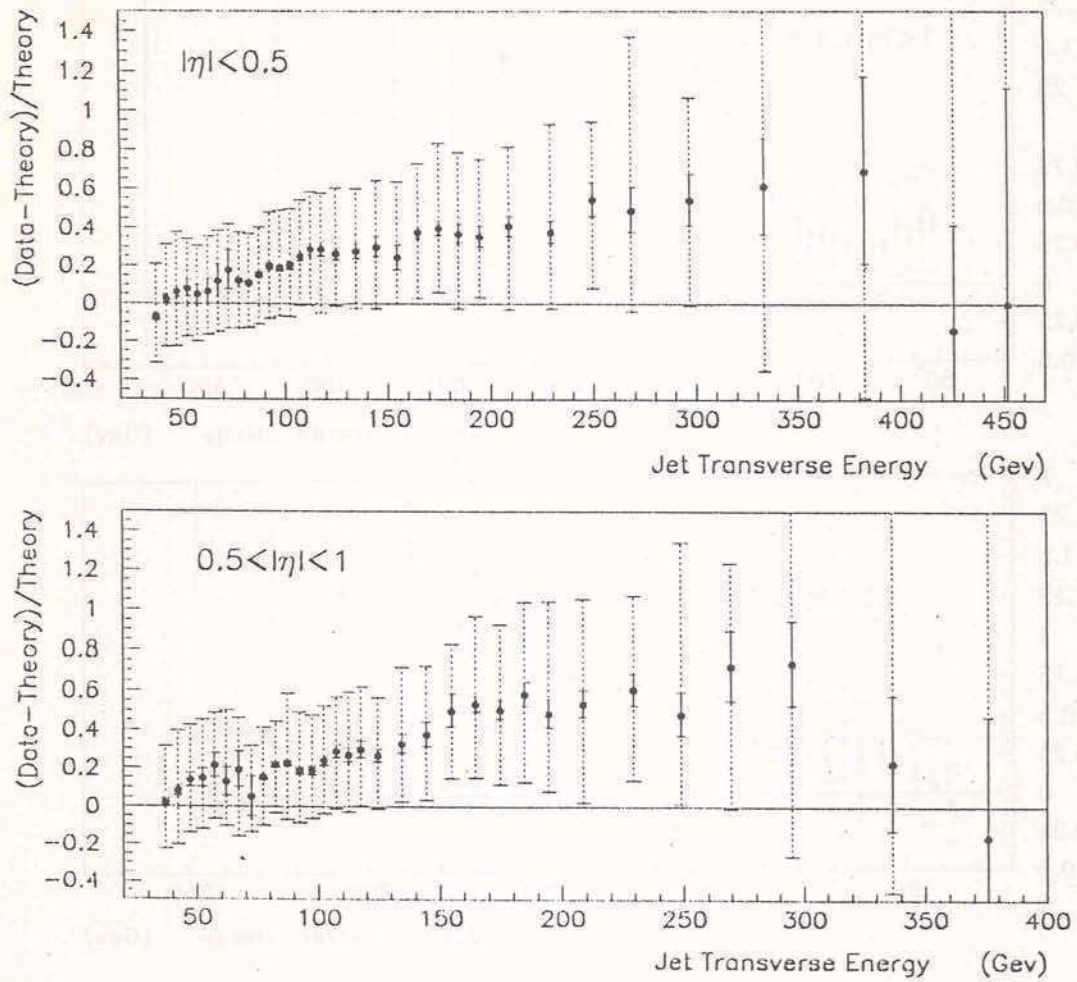 (Data-Theory)/Theory
|η|<0.5
1.4
1.2
1
0.8
0.6
0.4
0.2
0
-0.2
-0.4
50 100 150 200 250 300 350 400 450
Jet Transverse Energy (Gev)
(Data-Theory)/Theory
0.5<|η|<1
1.4
1.2
1
0.8
0.6
0.4
0.2
0
-0.2
-0.4
50 100 150 200 250 300 350 400
Jet Transverse Energy (Gev)